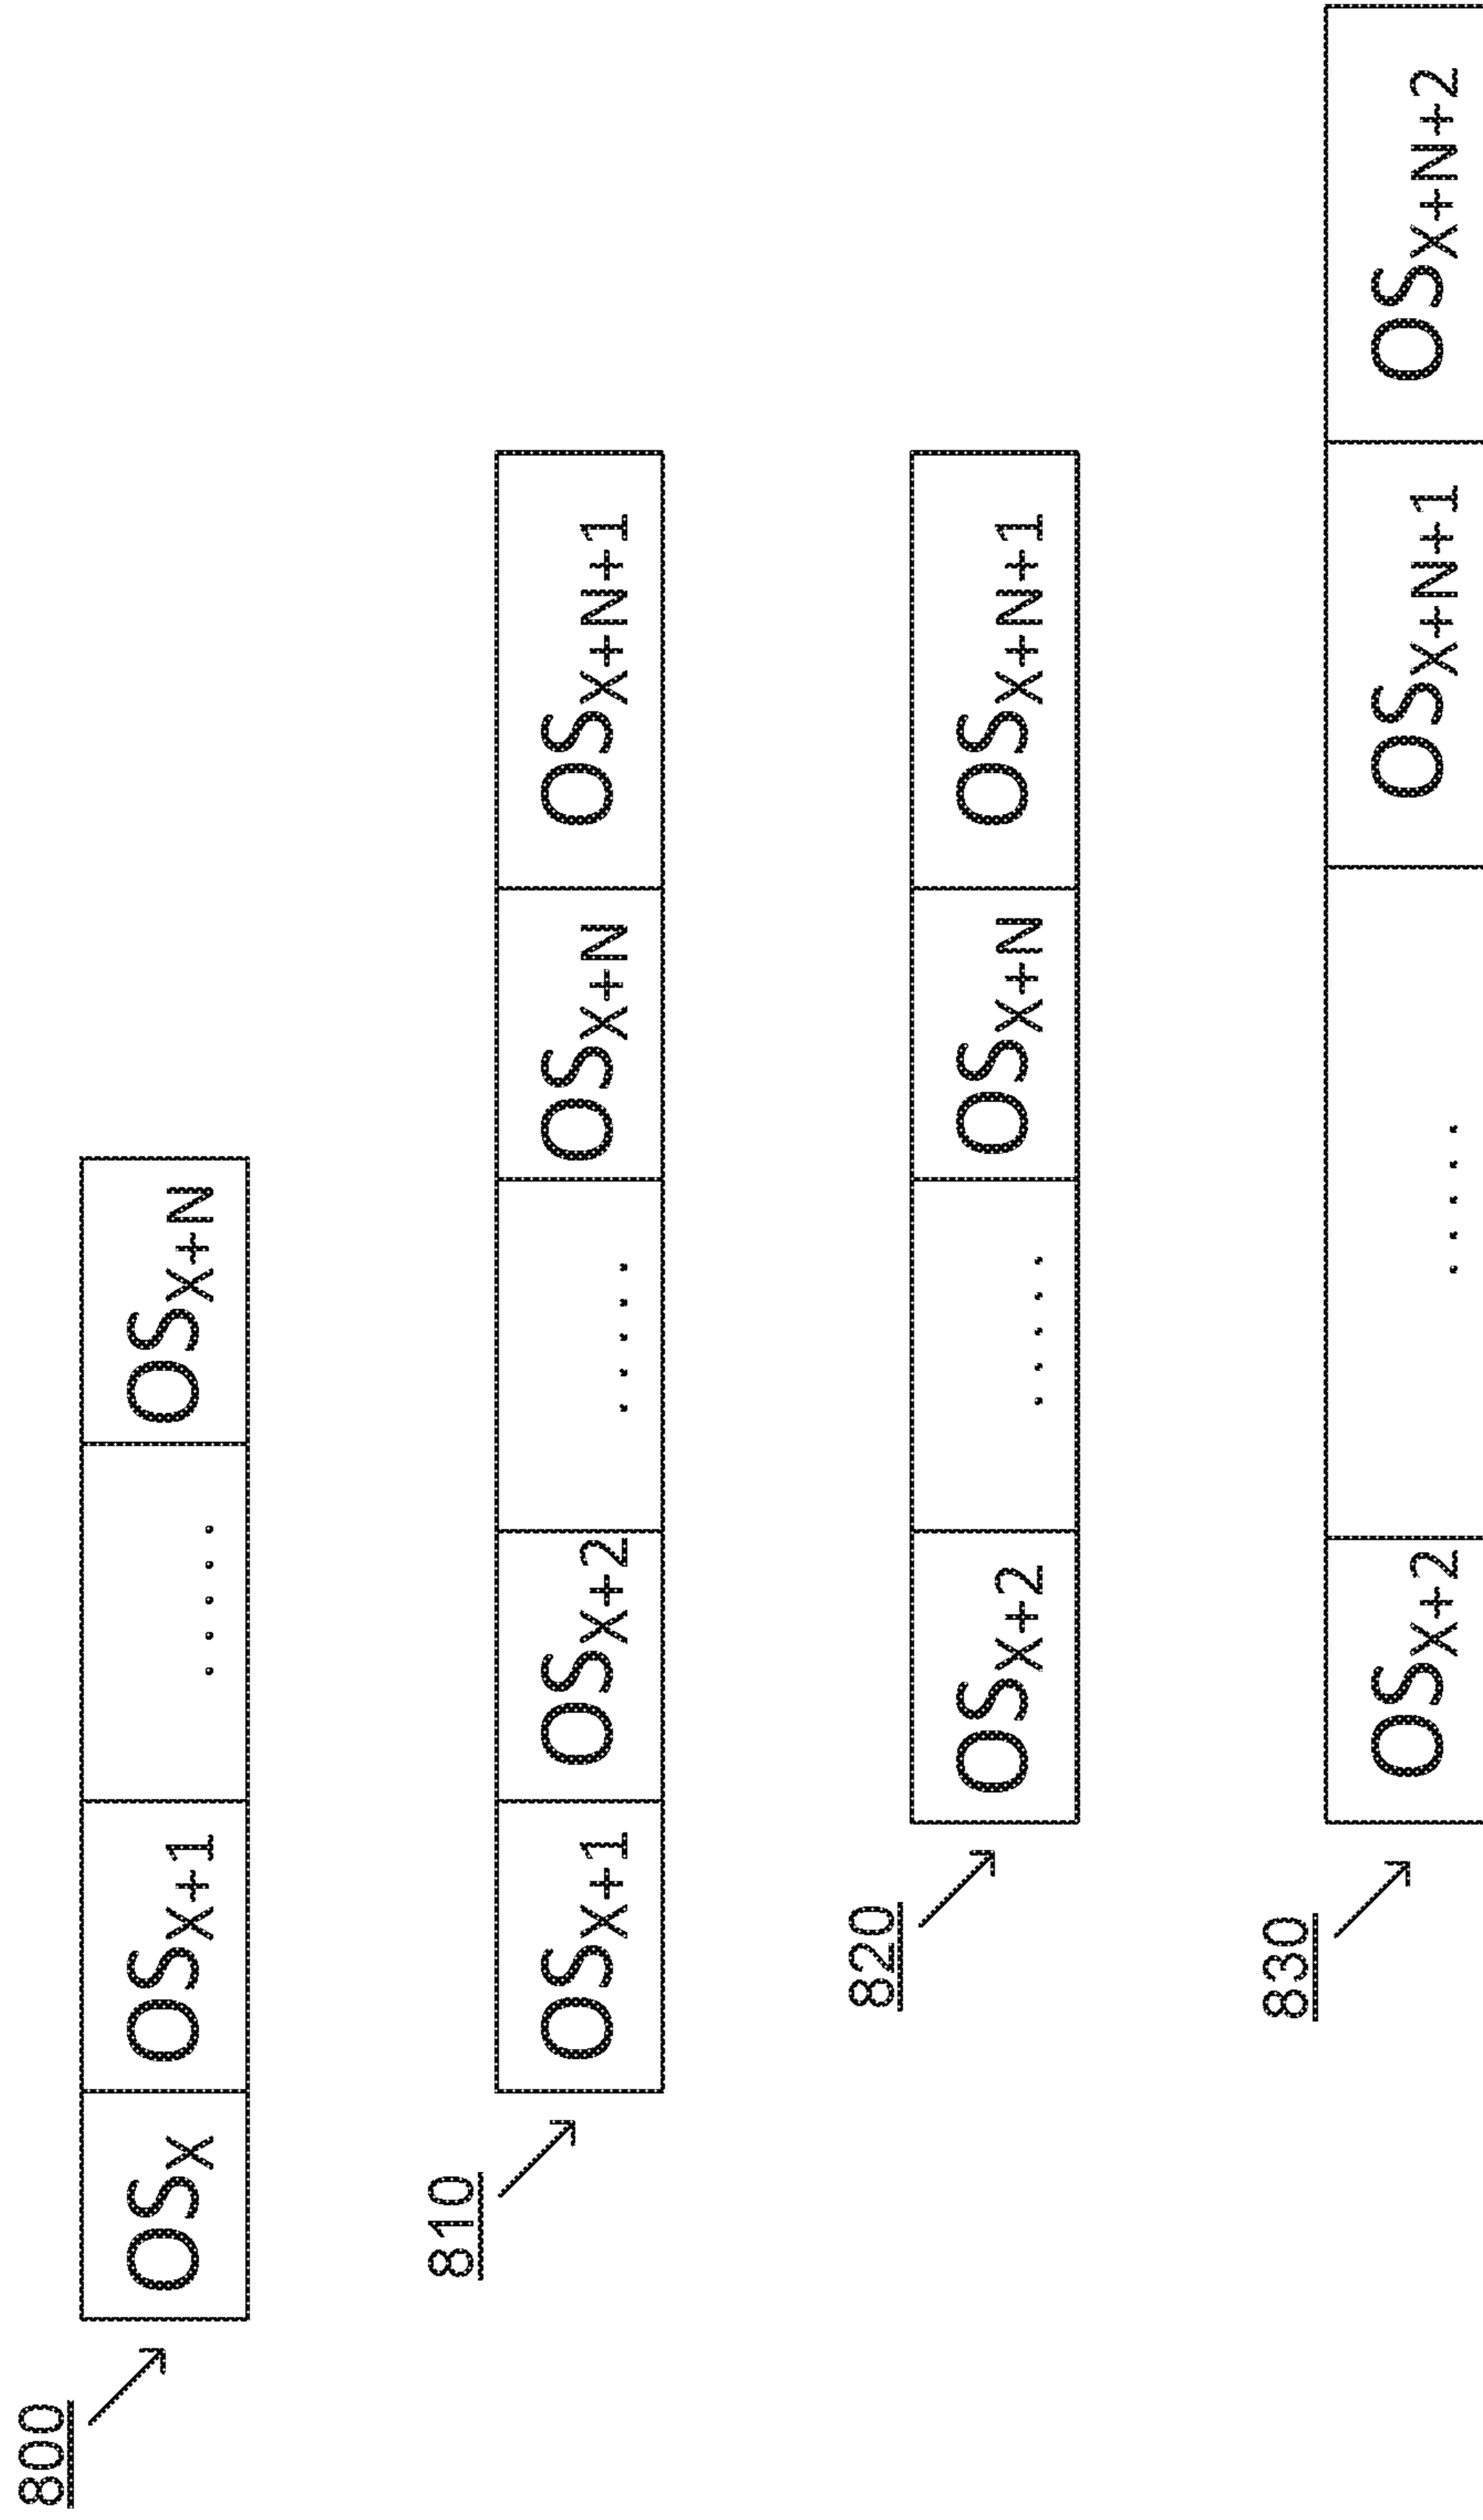 800
OSx OSx+1 ..... OSx+N
810
OSx+1 OSx+2 ..... OSx+N OSx+N+1
820
OSx+2 ..... OSx+N OSx+N+1
830
OSx+2 ..... OSx+N+1 OSx+N+2